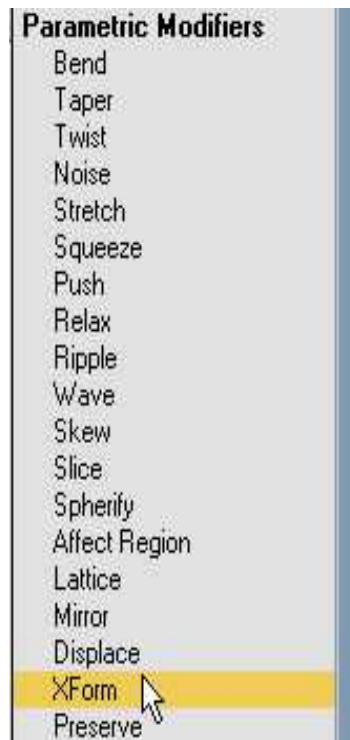 Parametric Modifiers
Bend
Taper
Twist
Noise
Stretch
Squeeze
Push
Relax
Ripple
Wave
Skew
Slice
Spherify
Affect Region
Lattice
Mirror
Displace
XForm
Preserve